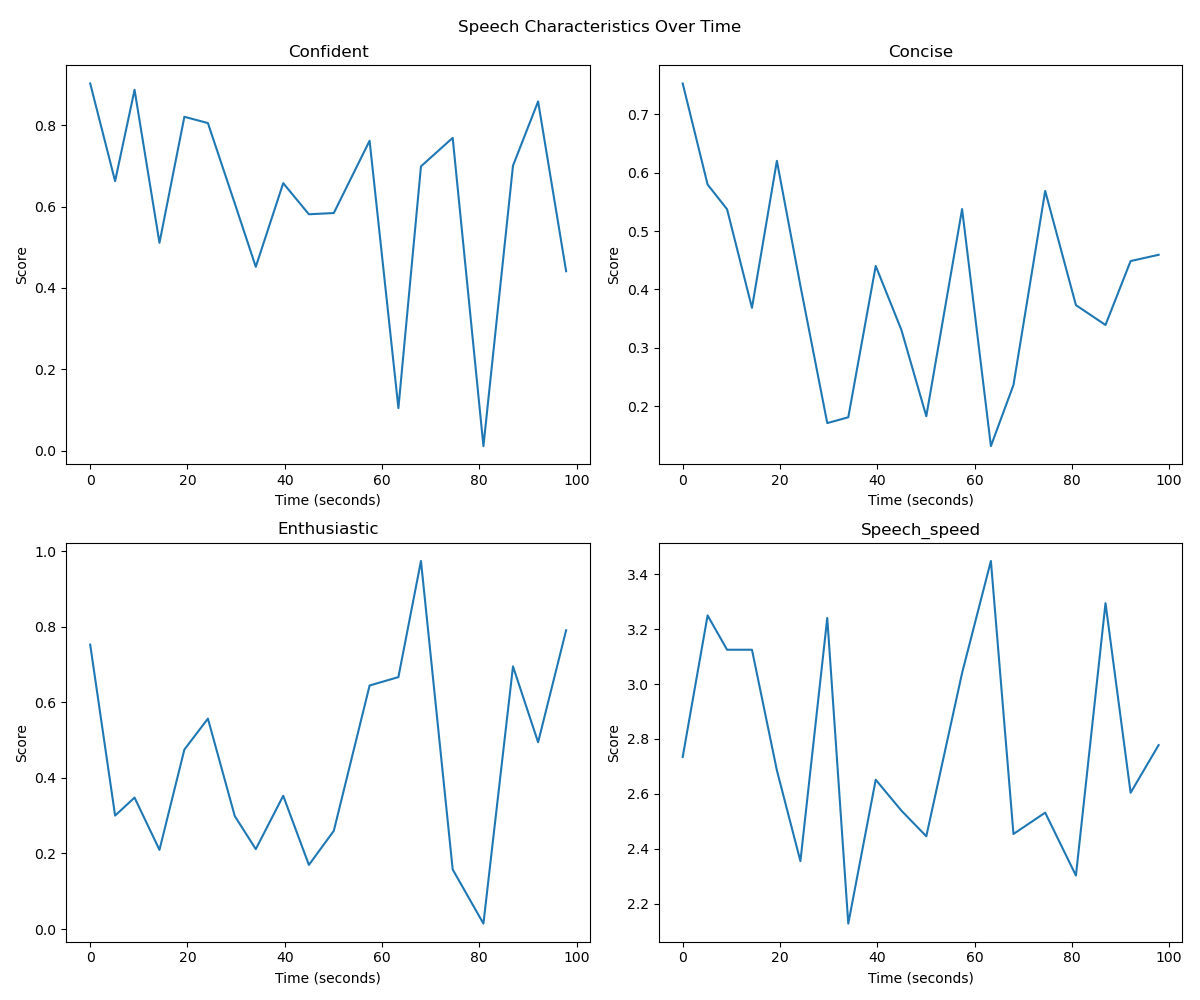 Speech Characteristics Over Time
Confident
Score
0.8
0.6
0.4
0.2
0.0
0 20 40 60 80 100
Time (seconds)
Concise
Score
0.7
0.6
0.5
0.4
0.3
0.2
0 20 40 60 80 100
Time (seconds)
Enthusiastic
Score
1.0
0.8
0.6
0.4
0.2
0.0
0 20 40 60 80 100
Time (seconds)
Speech_speed
Score
3.4
3.2
3.0
2.8
2.6
2.4
2.2
0 20 40 60 80 100
Time (seconds)